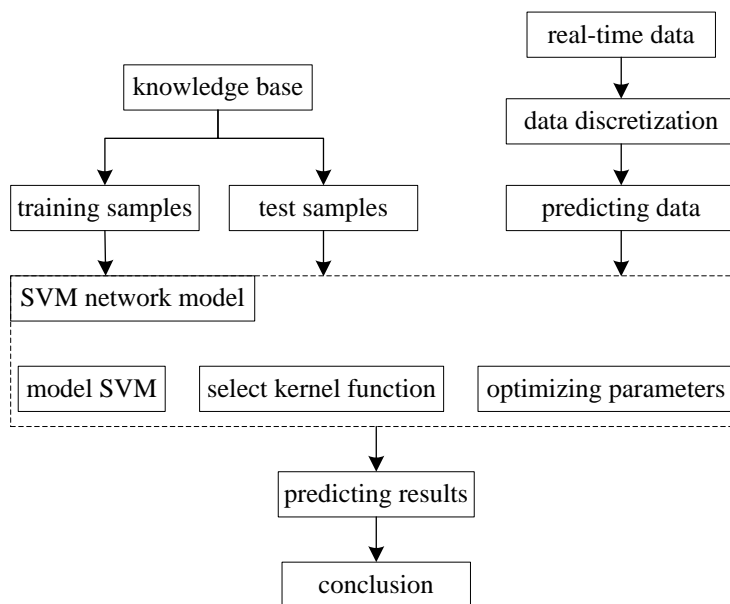 real-time data
knowledge base
data discretization
training samples
test samples
predicting data
SVM network model
model SVM
select kernel function
optimizing parameters
predicting results
conclusion